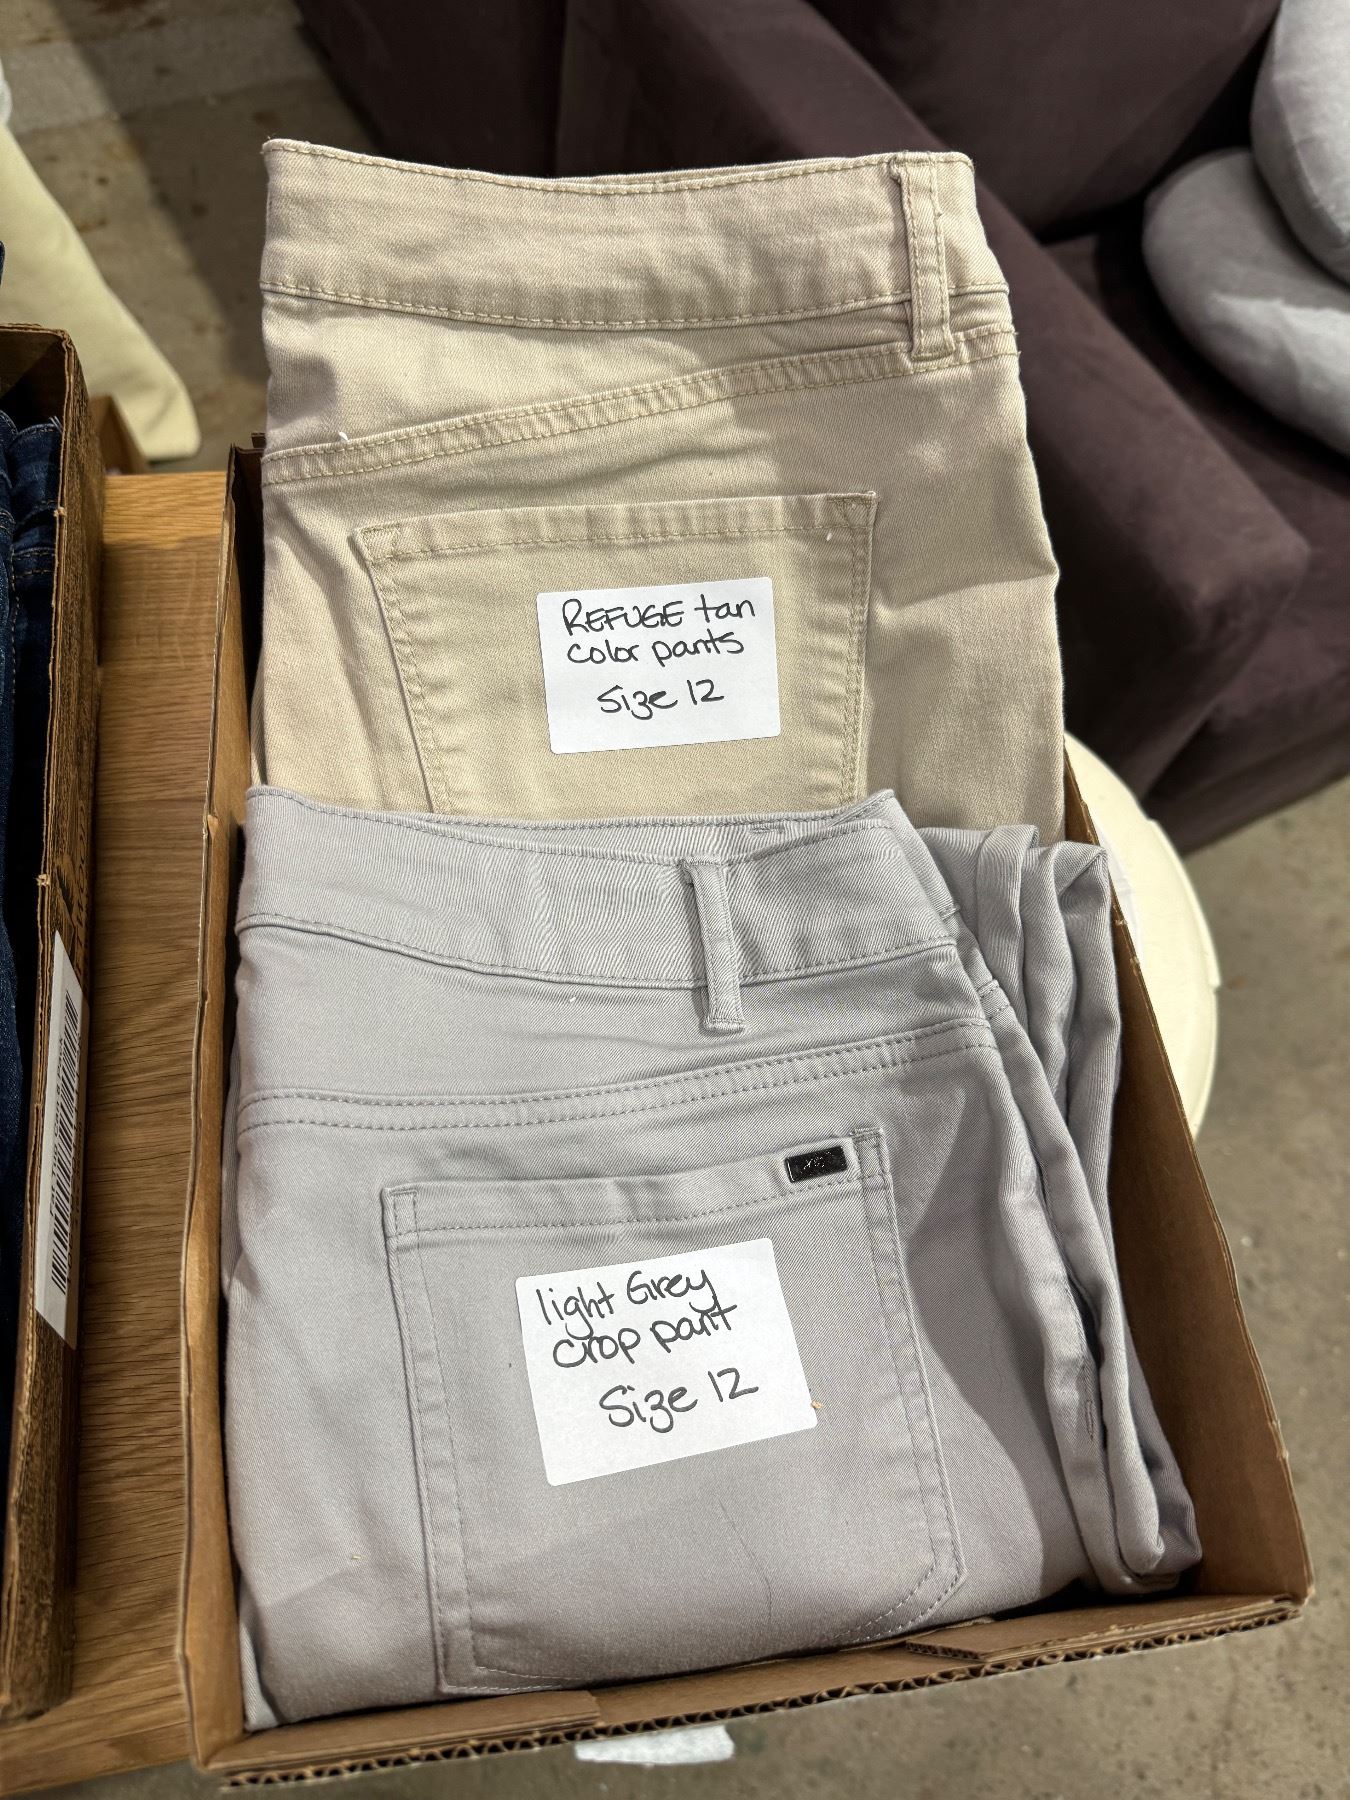 REFUGE tan
color pants
Size 12
light Grey
crop pant
Size 12